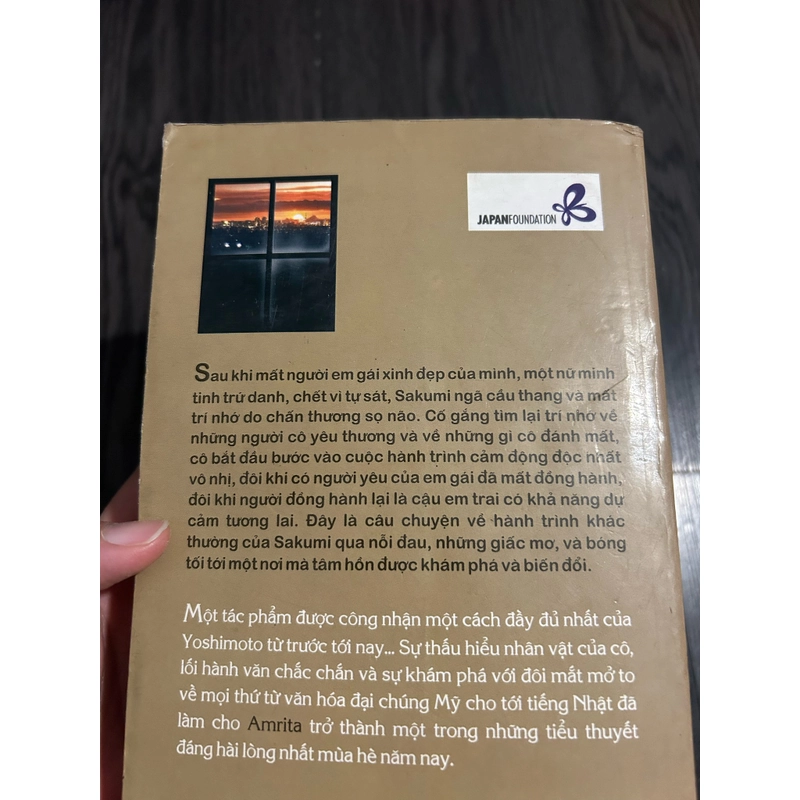 JAPANFOUNDATION
Sau khi mất người em gái xinh đẹp của mình, một nữ minh
tinh trứ danh, chết vì tự sát, Sakumi ngã cầu thang và mất
trí nhớ do chấn thương sọ não. Cố gắng tìm lại trí nhớ về
những người cô yêu thương và về những gì cô đánh mất,
cô bắt đầu bước vào cuộc hành trình cảm động độc nhất
vô nhị, đôi khi có người yêu của em gái đã mất đồng hành,
đôi khi người đồng hành lại là cậu em trai có khả năng dự
cảm tương lai. Đây là câu chuyện về hành trình khác
thường của Sakumi qua nỗi đau, những giấc mơ, và bóng
tối tới một nơi mà tâm hồn được khám phá và biến đổi.
Một tác phẩm được công nhận một cách đầy đủ nhất của
Yoshimoto từ trước tới nay... Sự thấu hiểu nhân vật của cô,
lối hành văn chắc chắn và sự khám phá với đôi mắt mở to
về mọi thứ từ văn hóa đại chúng Mỹ cho tới tiếng Nhật đã
làm cho Amrita trở thành một trong những tiểu thuyết
đáng hài lòng nhất mùa hè năm nay.